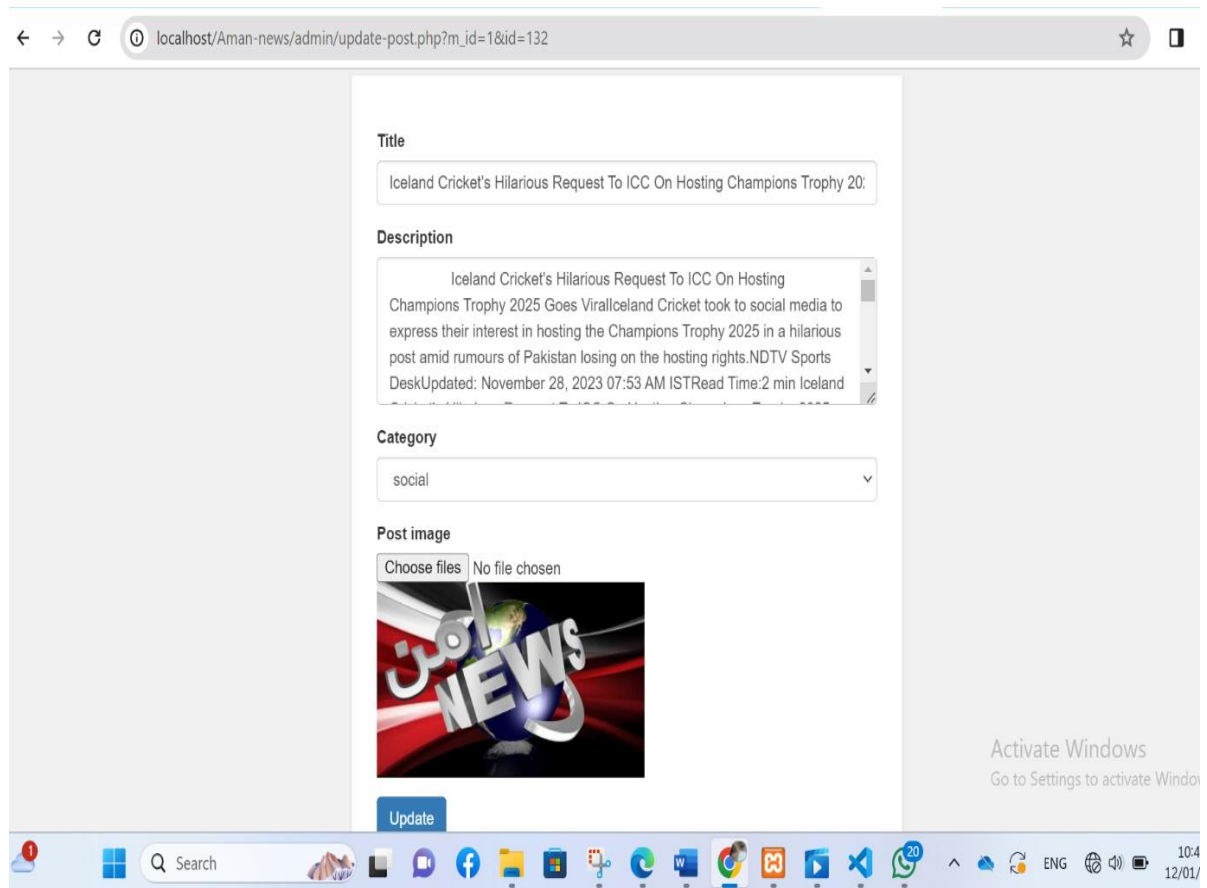 localhost/Aman-news/admin/update-post.php?m_id=1&id=132
Title
Iceland Cricket's Hilarious Request To ICC On Hosting Champions Trophy 20
Description
Iceland Cricket's Hilarious Request To ICC On Hosting
Champions Trophy 2025 Goes ViralIceland Cricket took to social media to
express their interest in hosting the Champions Trophy 2025 in a hilarious
post amid rumours of Pakistan losing on the hosting rights.NDTV Sports
DeskUpdated: November 28, 2023 07:53 AM ISTRead Time:2 min Iceland
Category
social
Post image
Choose files No file chosen
امن
NEWS
Update
Activate Windows
Go to Settings to activate Windo
1
Search
20
ENG
10:4
12/01/